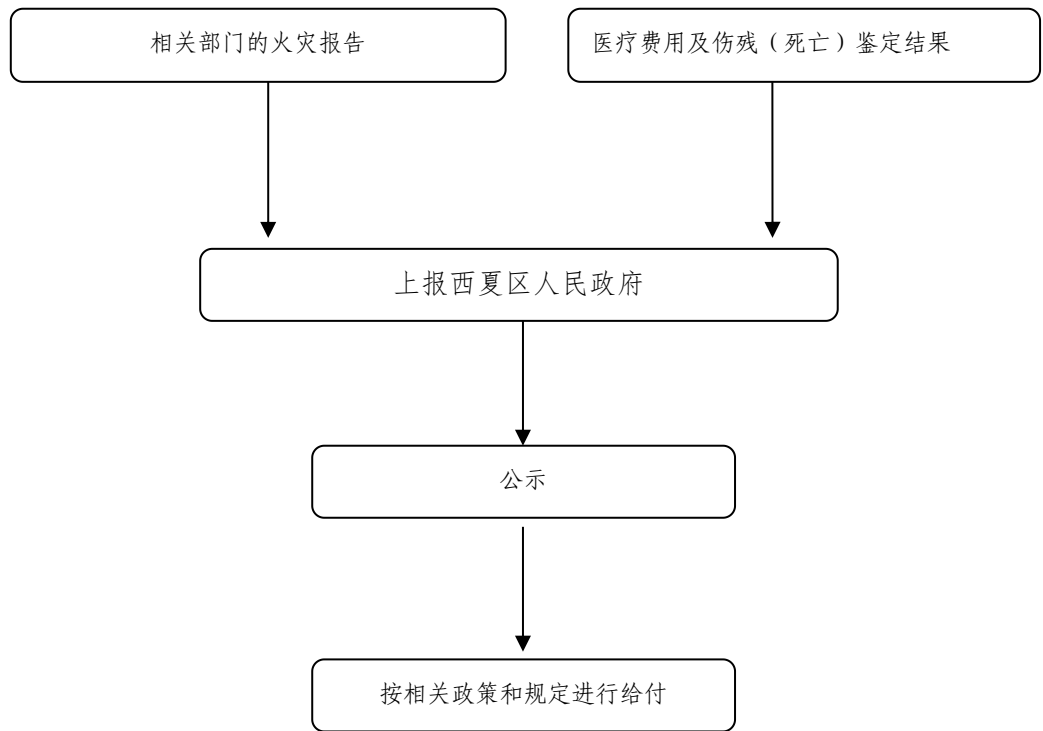 相关部门的火灾报告
医疗费用及伤残（死亡）鉴定结果
上报西夏区人民政府
公示
按相关政策和规定进行给付